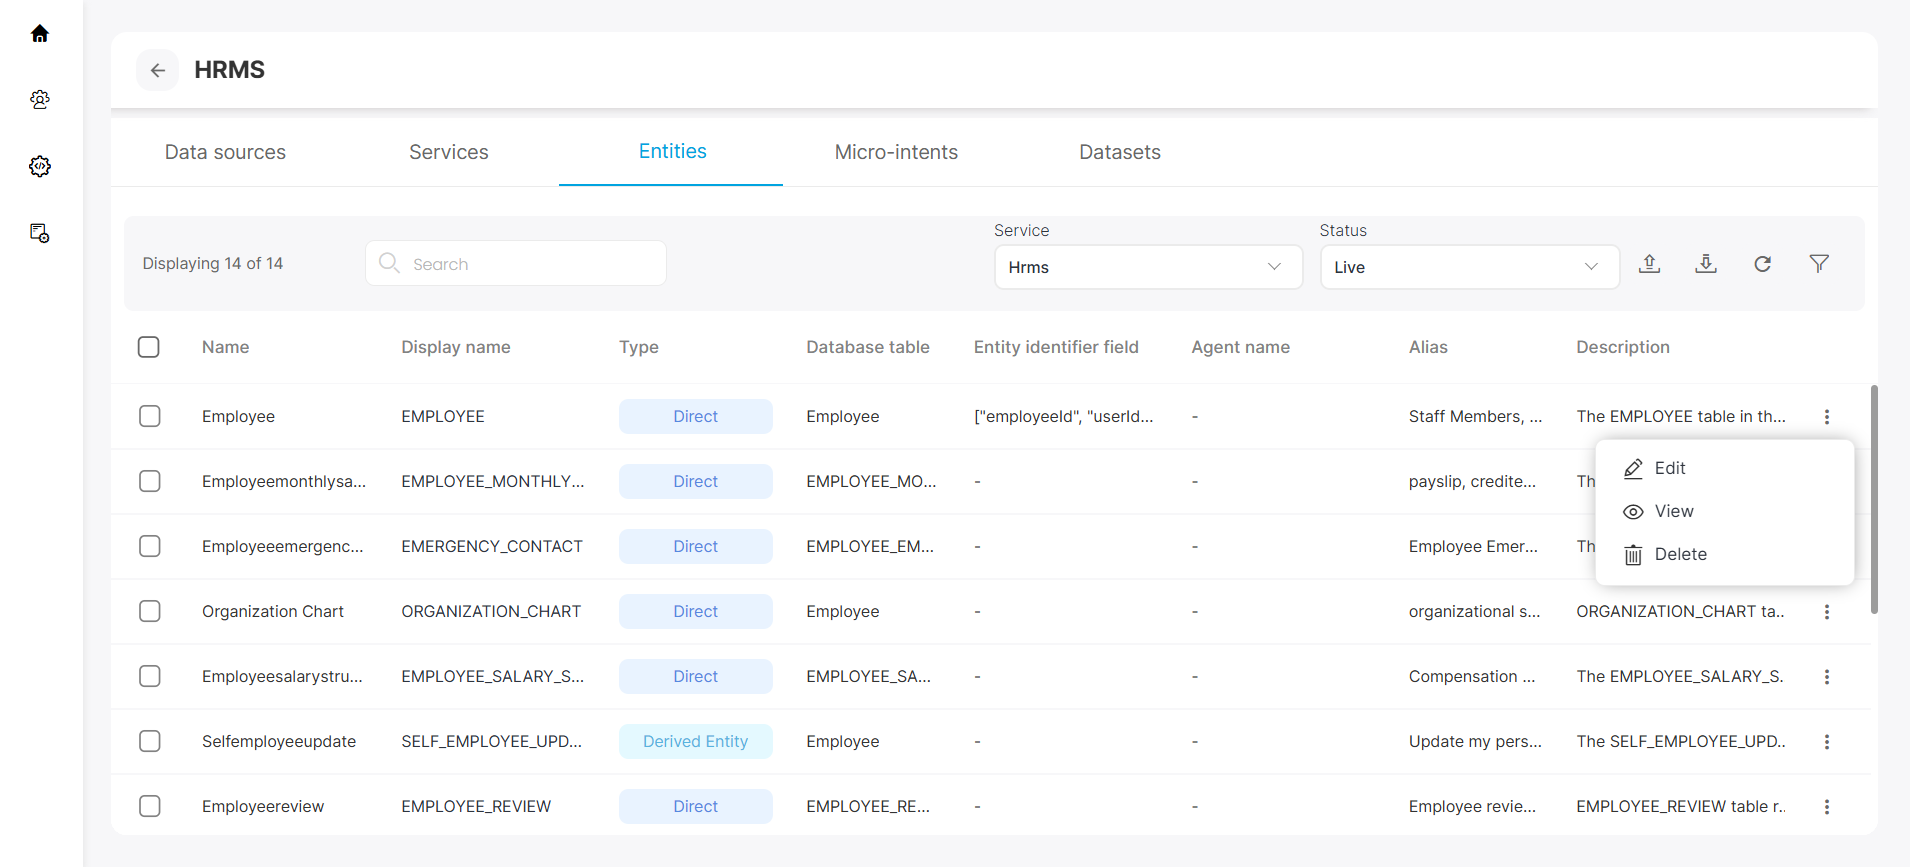 HRMS
Data sources Services Entities Micro-intents Datasets
Service Status
Displaying 14 of 14 Search Hrms Live
Name Display name Type Database table Entity identifier field Agent name Alias Description
Employee EMPLOYEE Direct Employee ["employeeId", "userId... - Staff Members, ... The EMPLOYEE table in th...
Edit
Employeemonthlysa... EMPLOYEE_MONTHLY... Direct EMPLOYEE_MO... - - payslip, credite... Th
View
Employeeemergenc... EMERGENCY_CONTACT Direct EMPLOYEE_EM... - - Employee Emer... Th
Delete
Organization Chart ORGANIZATION_CHART Direct Employee - - organizational s... ORGANIZATION_CHART ta..
Employeesalarystru... EMPLOYEE_SALARY_S... Direct EMPLOYEE_SA... - - Compensation ... The EMPLOYEE_SALARY_S.
Selfemployeeupdate SELF_EMPLOYEE_UPD... Derived Entity Employee - - Update my pers... The SELF_EMPLOYEE_UPD..
Employeereview EMPLOYEE_REVIEW Direct EMPLOYEE_RE... - - Employee revie... EMPLOYEE_REVIEW table r..